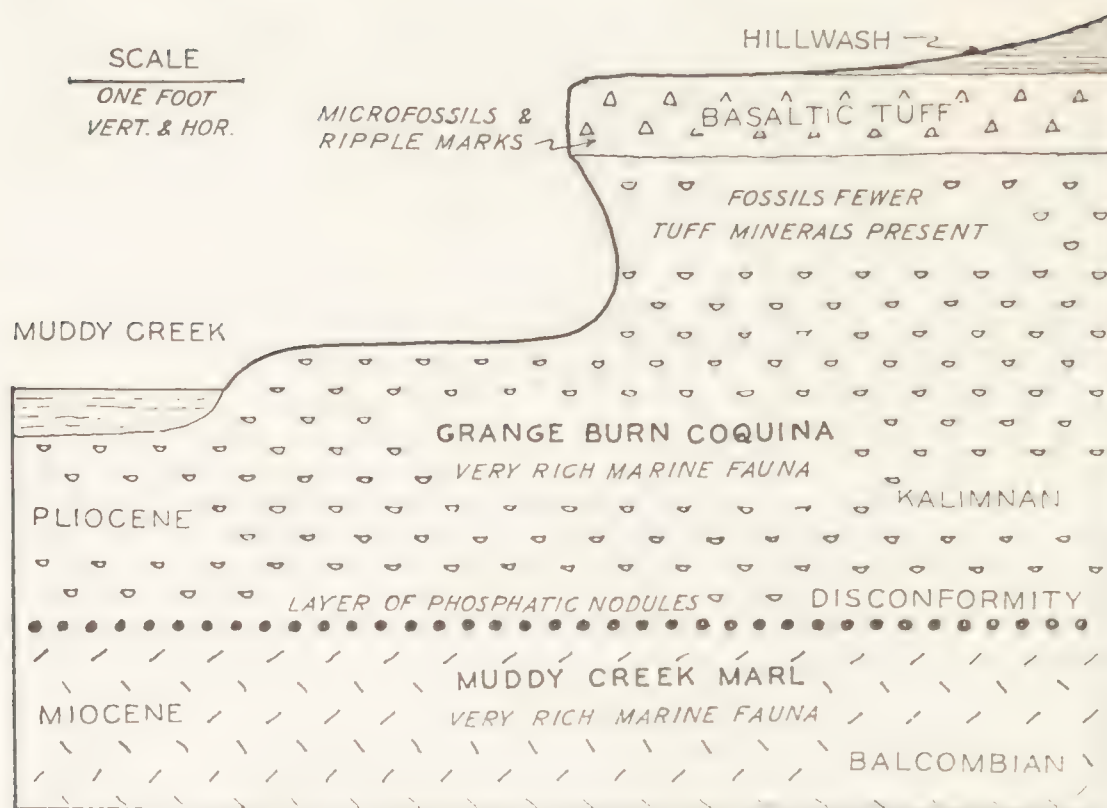 SCALE
ONE FOOT
VERT. & HOR.
HILLWASH
MICROFOSSILS &
RIPPLE MARKS
BASALTIC TUFF
FOSSILS FEWER
TUFF MINERALS PRESENT
MUDDY CREEK
GRANGE BURN COQUINA
VERY RICH MARINE FAUNA
KALIMNAN
PLIOCENE
LAYER OF PHOSPHATIC NODULES
DISCONFORMITY
MUDDY CREEK MARL
MIOCENE
VERY RICH MARINE FAUNA
BALCOMBIAN